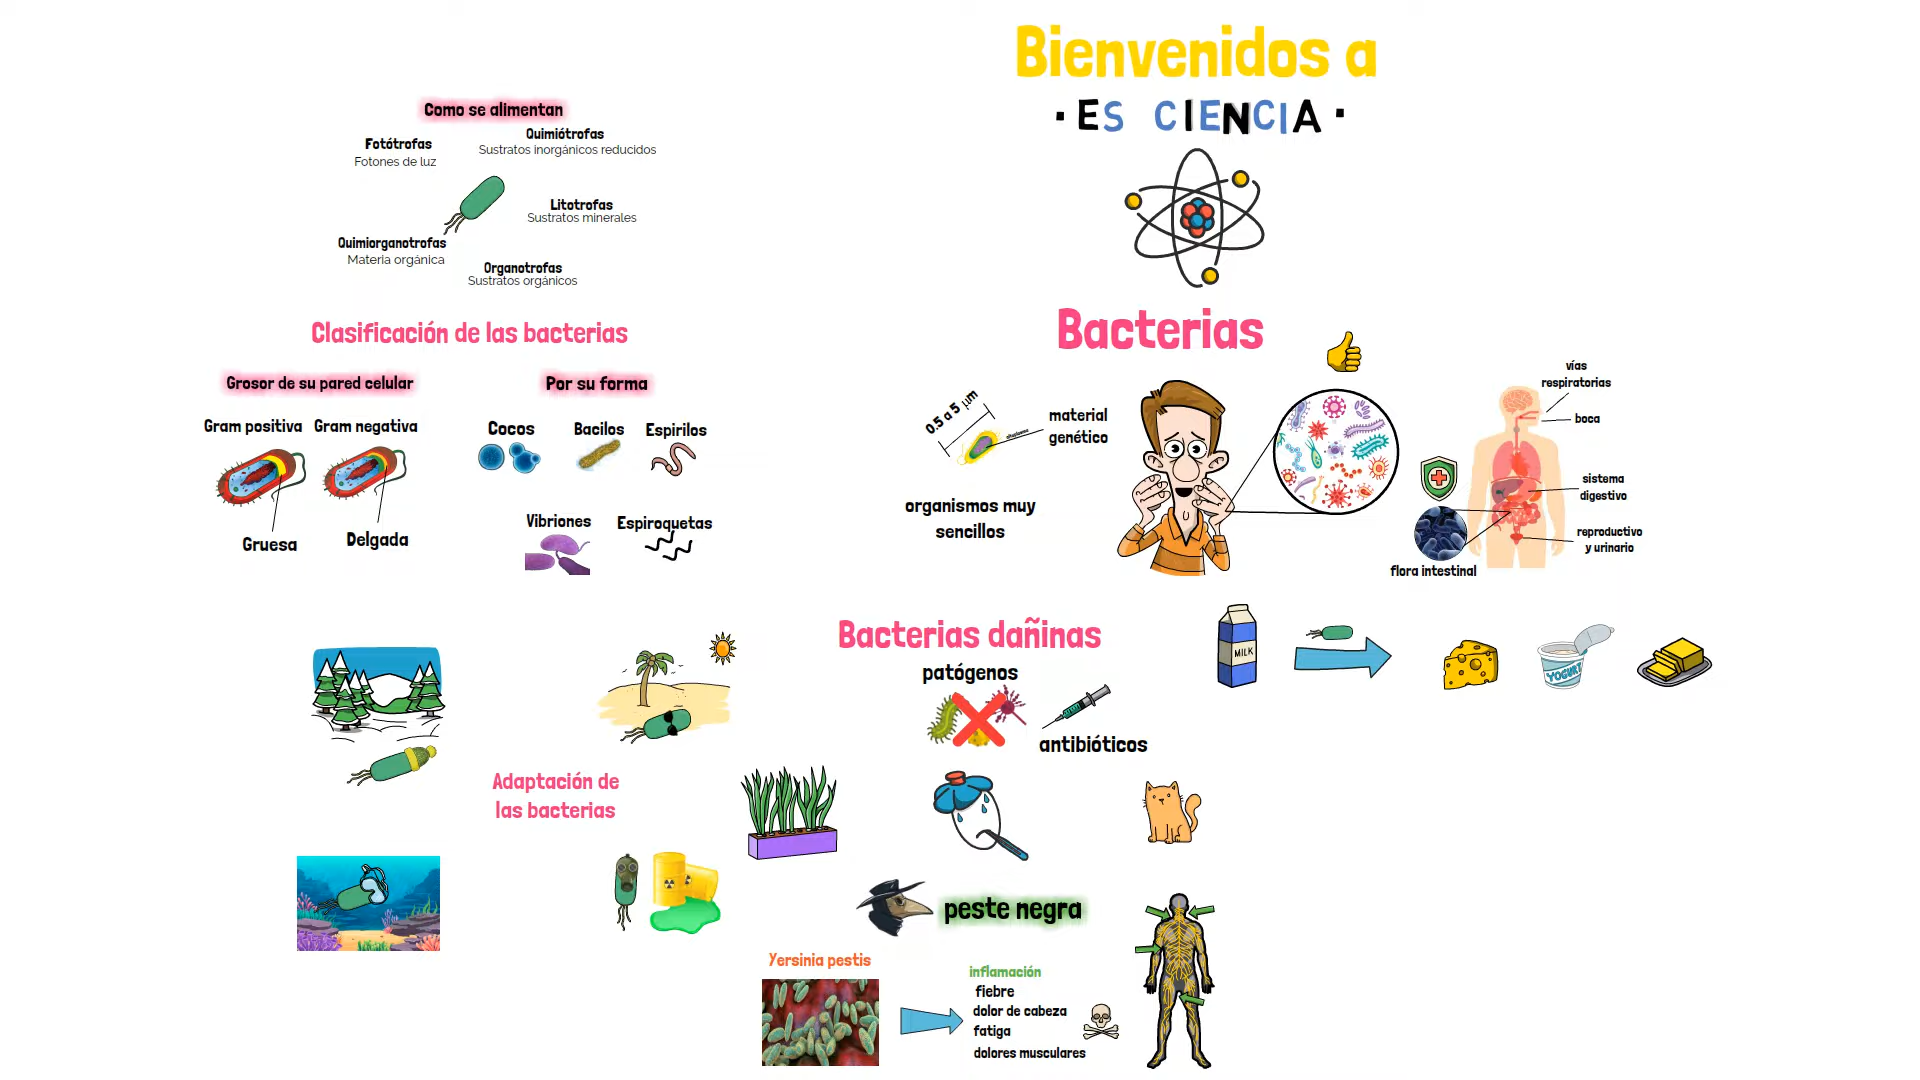 Bienvenidos a
· ES CIENCIA ·
Bacterias
0.5 a 5 μm
material
genético
organismos muy
sencillos
vías
respiratorias
boca
sistema
digestivo
reproductivo
y urinario
flora intestinal
MILK
YOGURT
Como se alimentan
Fotótrofas
Fotones de luz
Quimiótrofas
Sustratos inorgánicos reducidos
Litotrofas
Sustratos minerales
Quimiorganotrofas
Materia orgánica
Organotrofas
Sustratos orgánicos
Clasificación de las bacterias
Grosor de su pared celular
Gram positiva
Gram negativa
Gruesa
Delgada
Por su forma
Cocos
Bacilos
Espirilos
Vibriones
Espiroquetas
Adaptación de
las bacterias
Bacterias dañinas
patógenos
antibióticos
peste negra
Yersinia pestis
inflamación
fiebre
dolor de cabeza
fatiga
dolores musculares